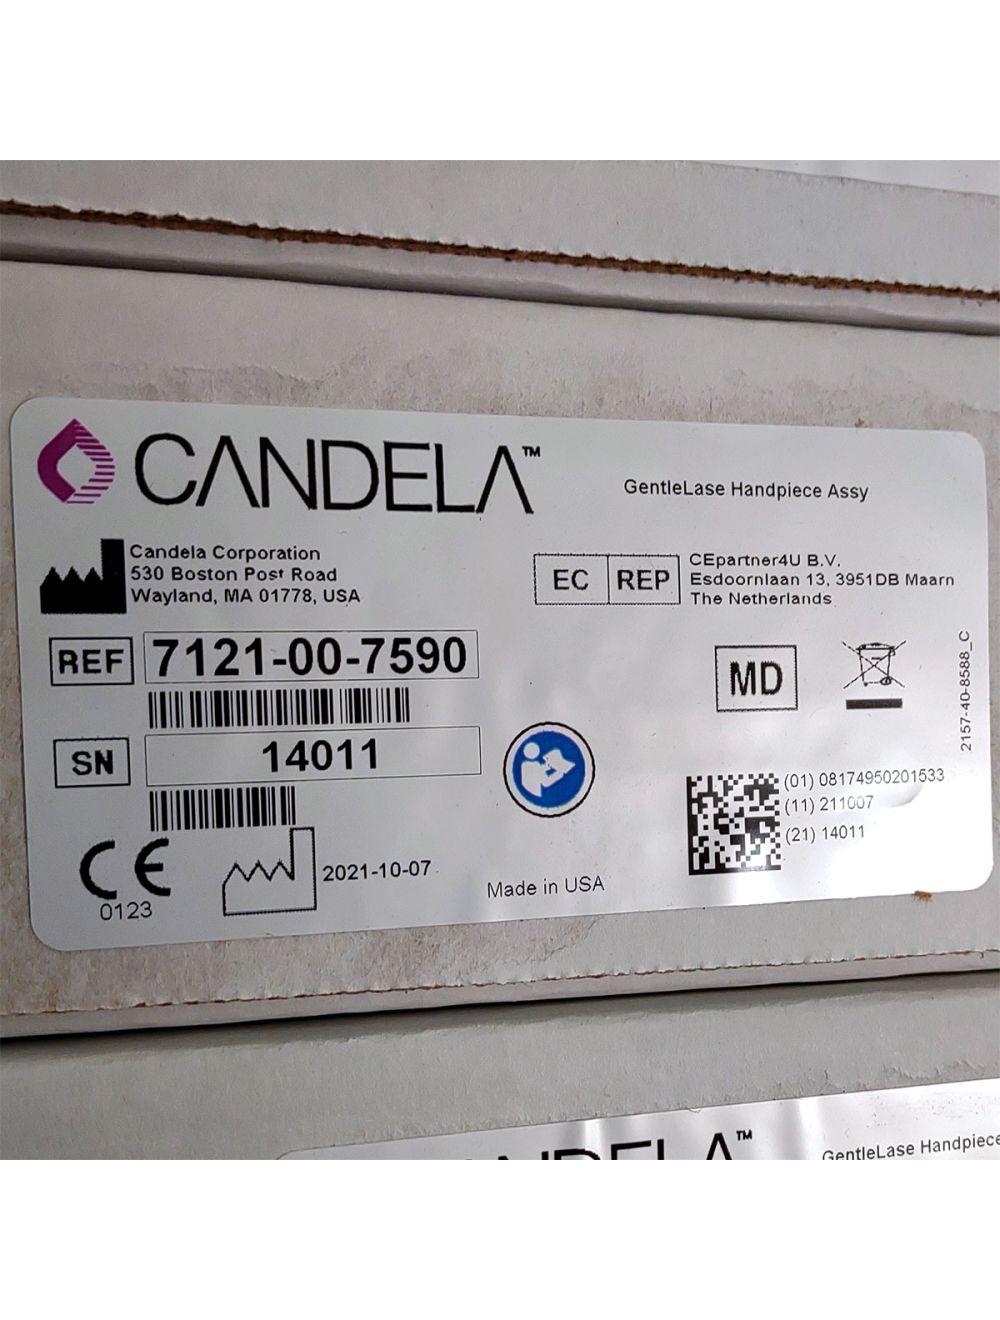 CANDELA™
GentleLase Handpiece Assy
Candela Corporation
530 Boston Post Road
Wayland, MA 01778, USA
EC REP
CEpartner4U B.V.
Esdoornlaan 13, 3951DB Maarn
The Netherlands
REF 7121-00-7590
MD
2157-40-8588_C
SN 14011
(01) 08174950201533
(11) 211007
(21) 14011
CE
0123
2021-10-07
Made in USA
CANDELA™
GentleLase Handpiece